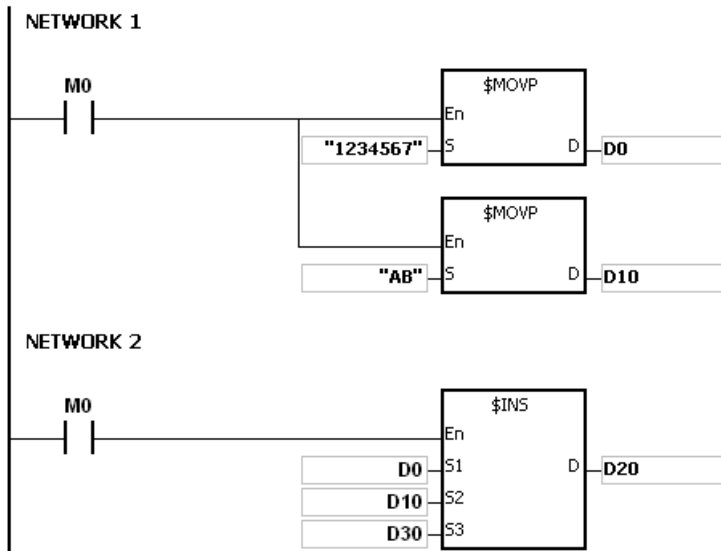 NETWORK 1
M0
$MOVP
En
"1234567" S D D0
$MOVP
En
"AB" S D D10
NETWORK 2
M0
$INS
En
D0 S1 D D20
D10 S2
D30 S3